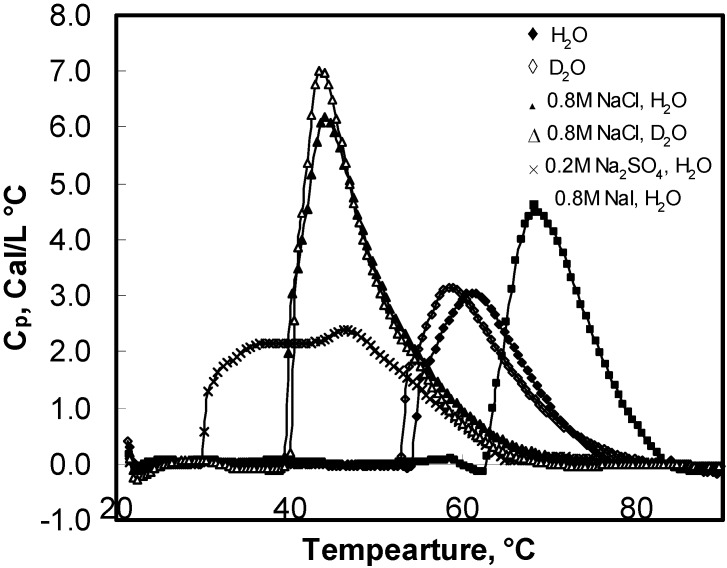 8.0
7.0
6.0
5.0
4.0
3.0
2.0
1.0
0.0
-1.0
Cp, Cal/L °C
H₂O
D₂O
0.8M NaCl, H₂O
0.8M NaCl, D₂O
0.2M Na₂SO₄, H₂O
0.8M NaI, H₂O
20 40 60 80
Tempearture, °C